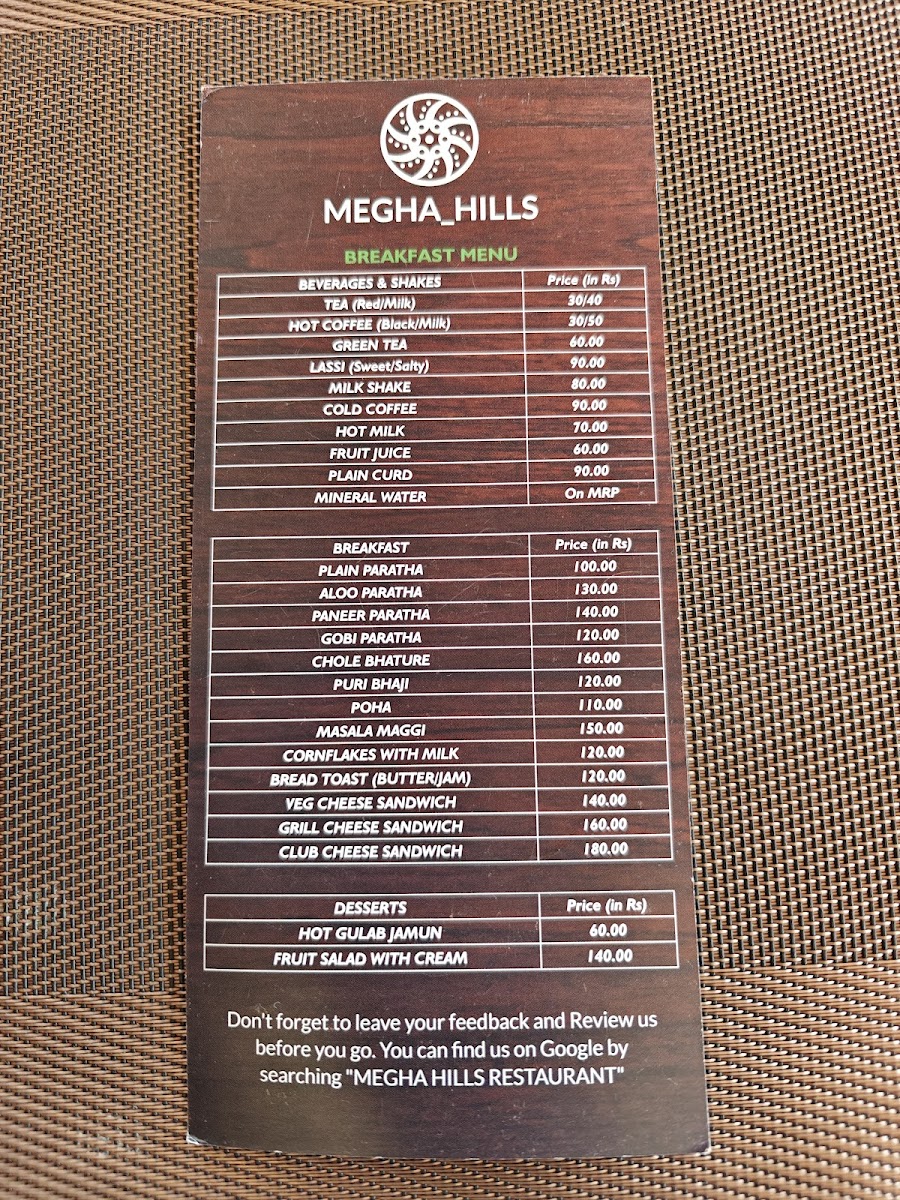 MEGHA_HILLS
BREAKFAST MENU
BEVERAGES & SHAKES Price (in Rs)
TEA (Red/Milk) 30/40
HOT COFFEE (Black/Milk) 30/50
GREEN TEA 60.00
LASSI (Sweet/Salty) 90.00
MILK SHAKE 80.00
COLD COFFEE 90.00
HOT MILK 70.00
FRUIT JUICE 60.00
PLAIN CURD 90.00
MINERAL WATER On MRP
BREAKFAST Price (in Rs)
PLAIN PARATHA 100.00
ALOO PARATHA 130.00
PANEER PARATHA 140.00
GOBI PARATHA 120.00
CHOLE BHATURE 160.00
PURI BHAJI 120.00
POHA 110.00
MASALA MAGGI 150.00
CORNFLAKES WITH MILK 120.00
BREAD TOAST (BUTTER/JAM) 120.00
VEG CHEESE SANDWICH 140.00
GRILL CHEESE SANDWICH 160.00
CLUB CHEESE SANDWICH 180.00
DESSERTS Price (in Rs)
HOT GULAB JAMUN 60.00
FRUIT SALAD WITH CREAM 140.00
Don't forget to leave your feedback and Review us
before you go. You can find us on Google by
searching "MEGHA HILLS RESTAURANT"